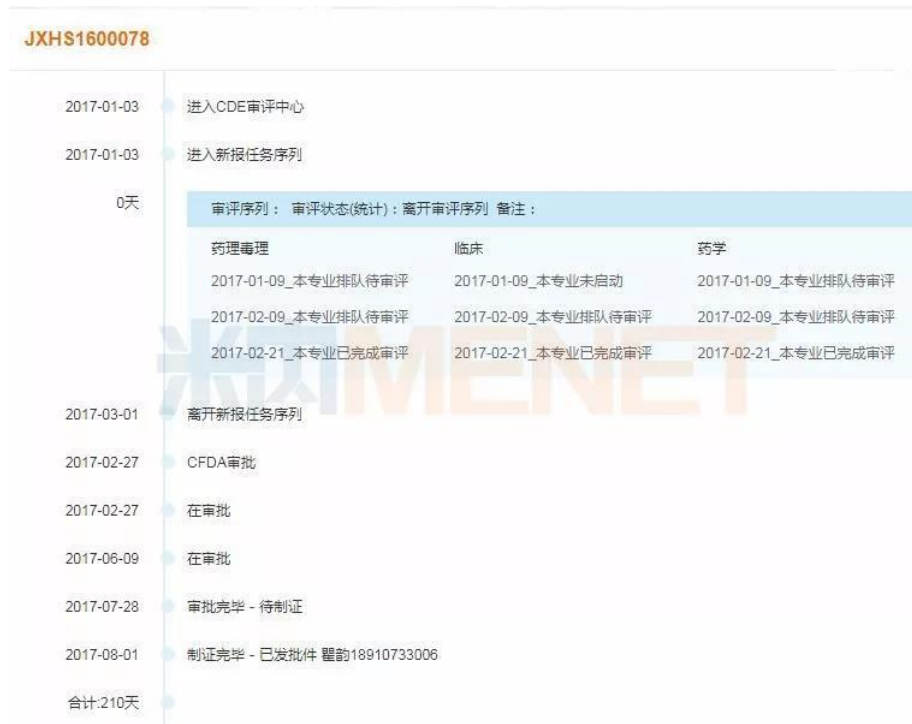 JXHS1600078
2017-01-03 进入CDE审评中心
2017-01-03 进入新报任务序列
0天
审评序列： 审评状态(统计)：离开审评序列 备注：
药理毒理 临床 药学
2017-01-09_本专业排队待审评 2017-01-09_本专业未启动 2017-01-09_本专业排队待审评
2017-02-09_本专业排队待审评 2017-02-09_本专业排队待审评 2017-02-09_本专业排队待审评
2017-02-21_本专业已完成审评 2017-02-21_本专业已完成审评 2017-02-21_本专业已完成审评
米内MENET
2017-03-01 离开新报任务序列
2017-02-27 CFDA审批
2017-02-27 在审批
2017-06-09 在审批
2017-07-28 审批完毕－待制证
2017-08-01 制证完毕－已发批件 瞿韵18910733006
合计:210天